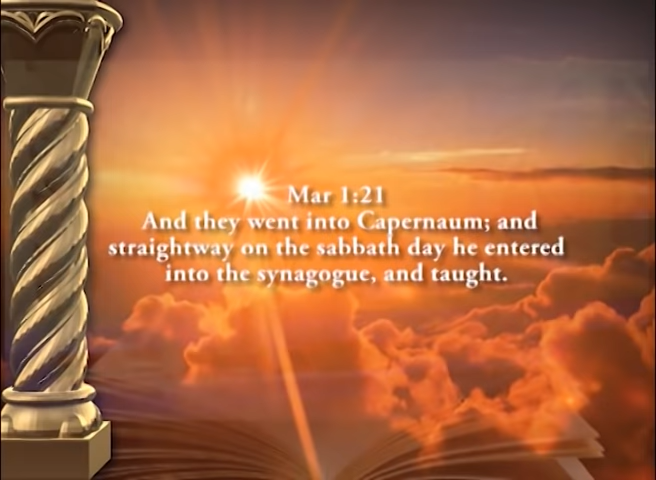 Mar 1:21
And they went into Capernaum; and
straightway on the sabbath day he entered
into the synagogue, and taught.